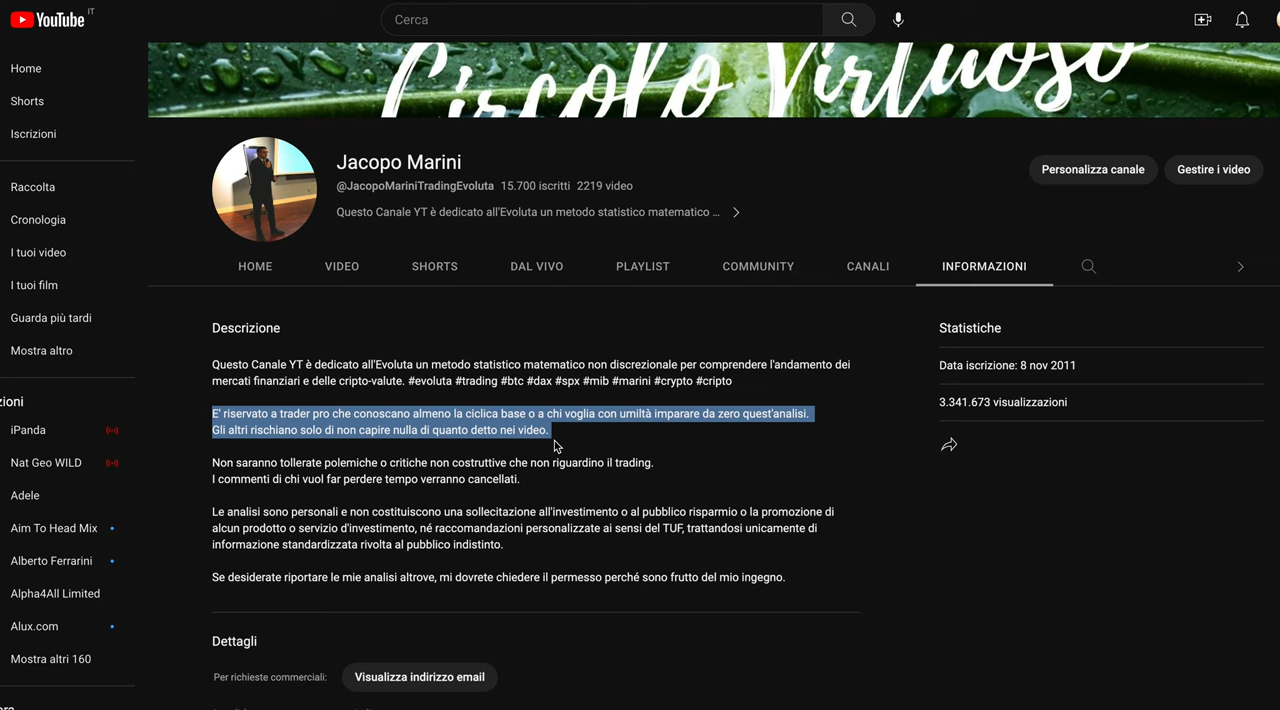 YouTube IT
Cerca
Home
Shorts
Iscrizioni
Raccolta
Cronologia
I tuoi video
I tuoi film
Guarda più tardi
Mostra altro
zioni
iPanda
Nat Geo WILD
Adele
Aim To Head Mix
Alberto Ferrarini
Alpha4All Limited
Alux.com
Mostra altri 160
Circolo Virtuoso
Jacopo Marini
@JacopoMariniTradingEvoluta 15.700 iscritti 2219 video
Questo Canale YT è dedicato all'Evoluta un metodo statistico matematico ...
Personalizza canale
Gestire i video
HOME VIDEO SHORTS DAL VIVO PLAYLIST COMMUNITY CANALI INFORMAZIONI
Descrizione
Questo Canale YT è dedicato all'Evoluta un metodo statistico matematico non discrezionale per comprendere l'andamento dei
mercati finanziari e delle cripto-valute. #evoluta #trading #btc #dax #spx #mib #marini #crypto #cripto
E' riservato a trader pro che conoscano almeno la ciclica base o a chi voglia con umiltà imparare da zero quest'analisi.
Gli altri rischiano solo di non capire nulla di quanto detto nei video.
Non saranno tollerate polemiche o critiche non costruttive che non riguardino il trading.
I commenti di chi vuol far perdere tempo verranno cancellati.
Le analisi sono personali e non costituiscono una sollecitazione all'investimento o al pubblico risparmio o la promozione di
alcun prodotto o servizio d'investimento, né raccomandazioni personalizzate ai sensi del TUF, trattandosi unicamente di
informazione standardizzata rivolta al pubblico indistinto.
Se desiderate riportare le mie analisi altrove, mi dovrete chiedere il permesso perché sono frutto del mio ingegno.
Dettagli
Per richieste commerciali:
Visualizza indirizzo email
Statistiche
Data iscrizione: 8 nov 2011
3.341.673 visualizzazioni